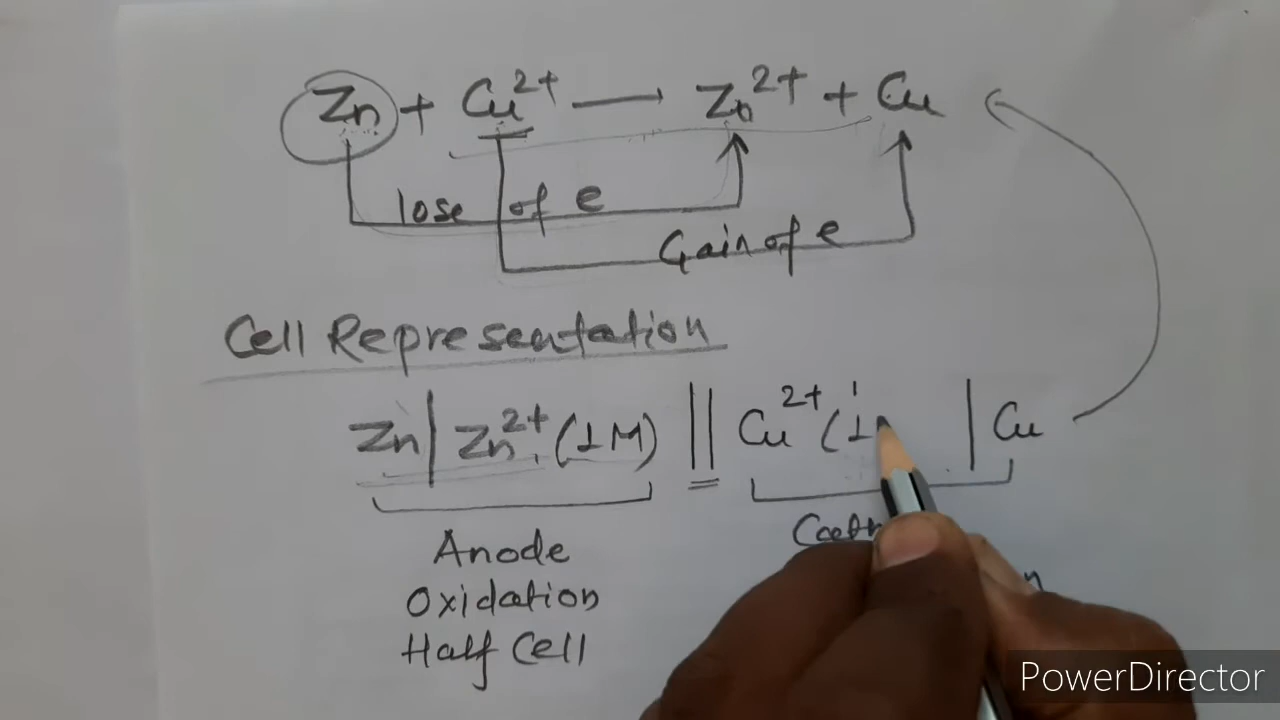 Zn + Cu²⁺ ⟶ Zn²⁺ + Cu
lose of e
Gain of e
Cell Representation
Zn | Zn²⁺ (1M) || Cu²⁺ (1 | Cu
Anode
Oxidation
Half Cell
PowerDirector